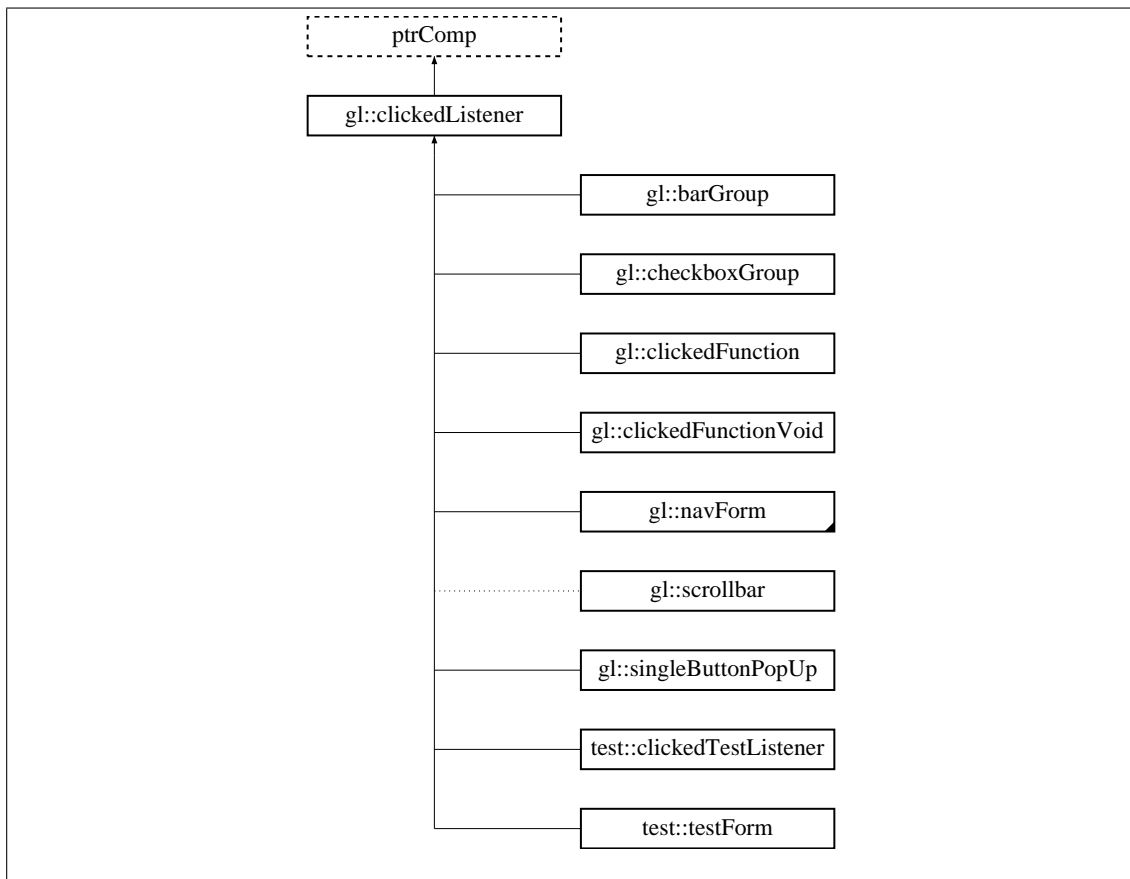 ptrComp
gl::clickedListener
gl::barGroup
gl::checkboxGroup
gl::clickedFunction
gl::clickedFunctionVoid
gl::navForm
gl::scrollbar
gl::singleButtonPopUp
test::clickedTestListener
test::testForm